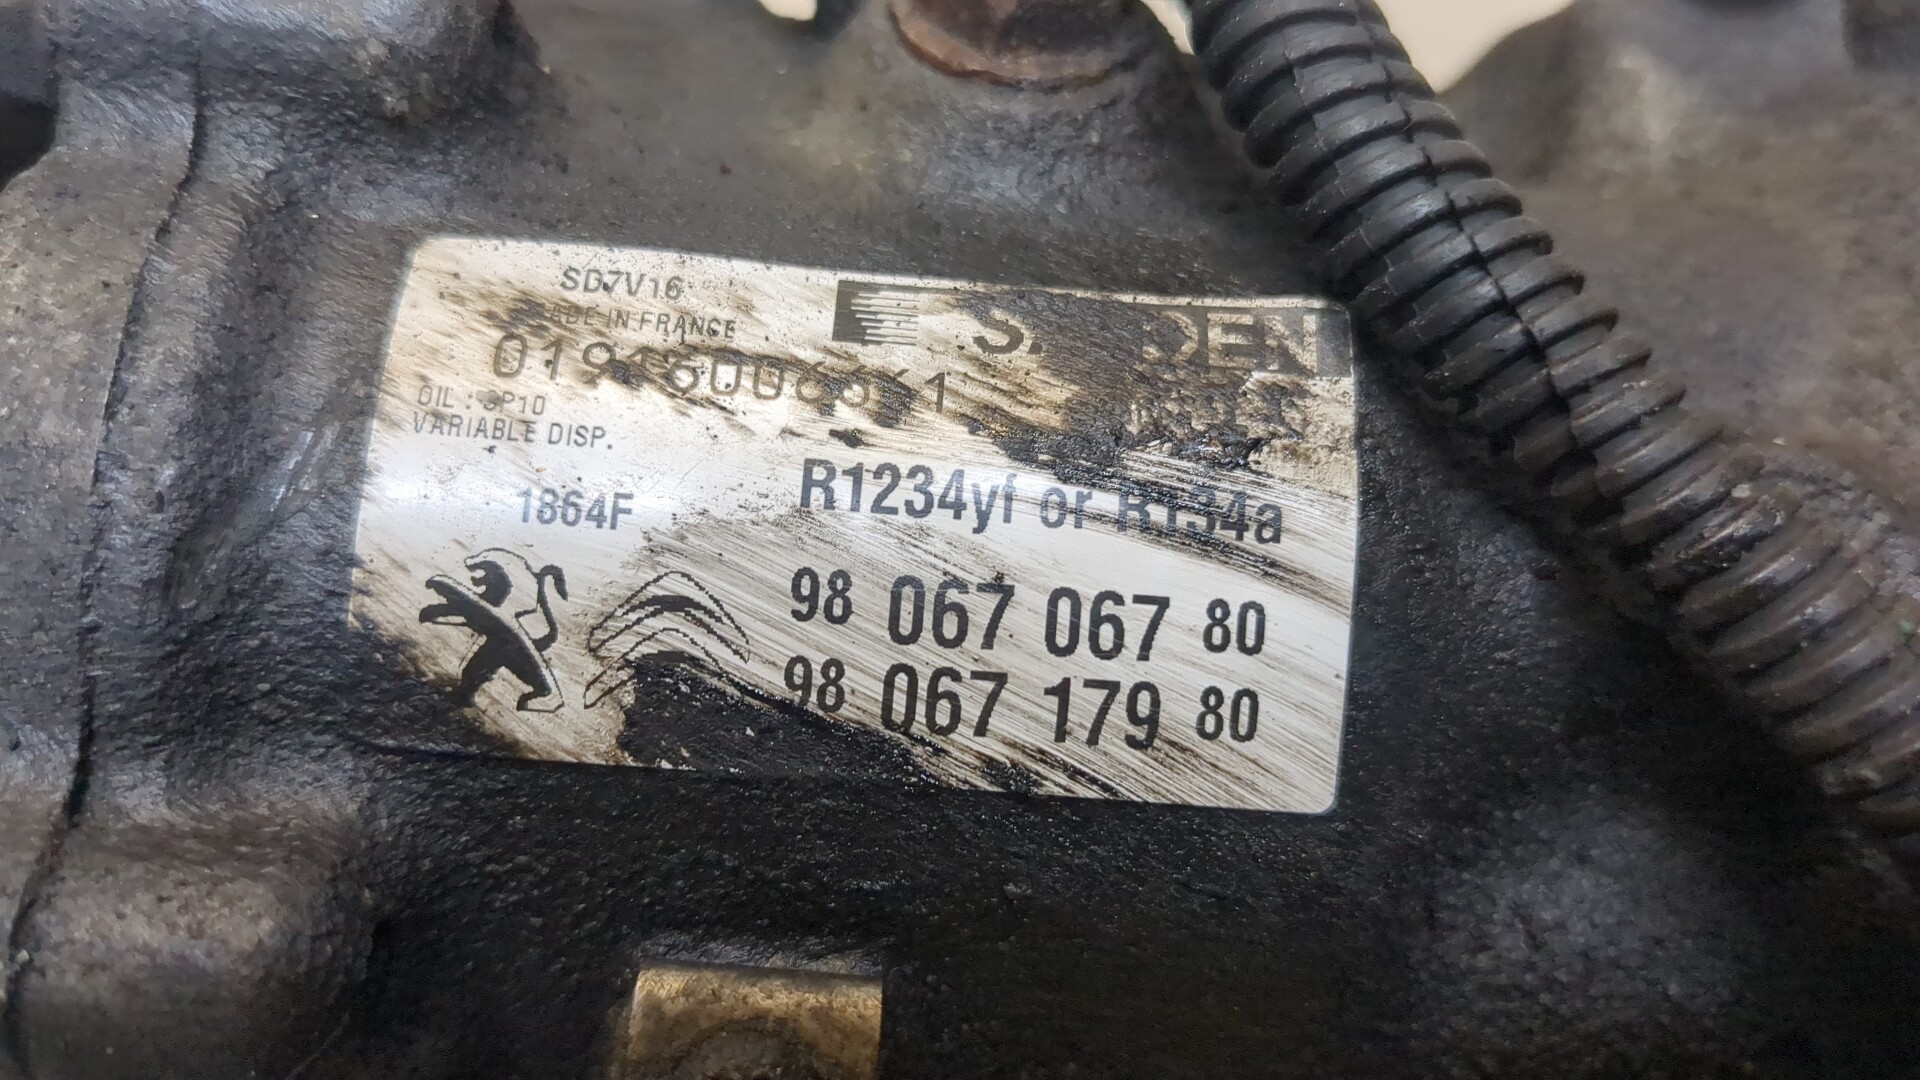 SD7V16
MADE IN FRANCE
OIL : SP10
VARIABLE DISP.
1864F
R1234yf or R134a
98 067 067 80
98 067 179 80